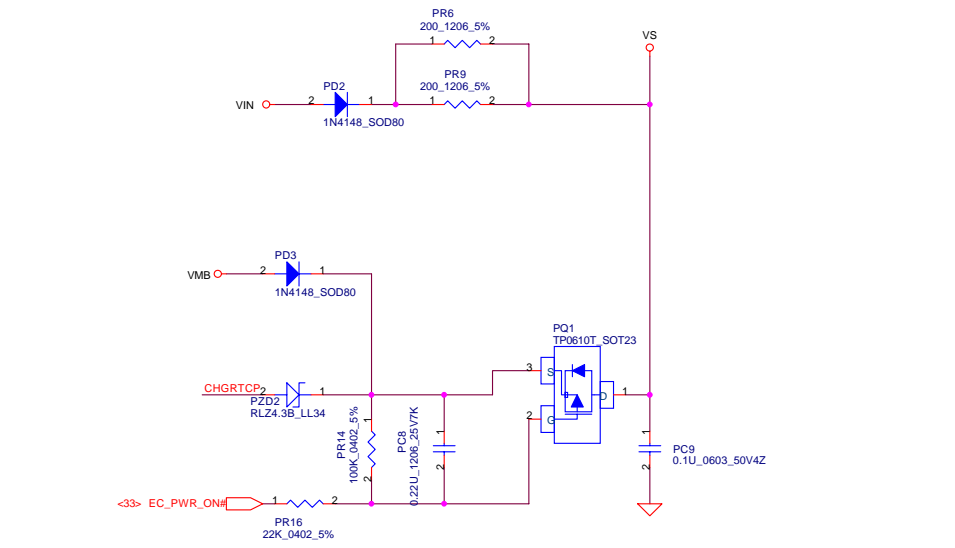 PR6
200_1206_5%
1 2
VS
PR9
200_1206_5%
PD2
VIN 2 1 1 2
1N4148_SOD80
PD3
VMB 2 1
1N4148_SOD80
PQ1
TP0610T_SOT23
3 S
CHGRTCP 2 1
D 1
PZD2
RLZ4.3B_LL34
2 G
PR14
100K_0402_5%
1
2
PC8
0.22U_1206_25V7K
1
2
1
2
PC9
0.1U_0603_50V4Z
<33> EC_PWR_ON# 1 2
PR16
22K_0402_5%